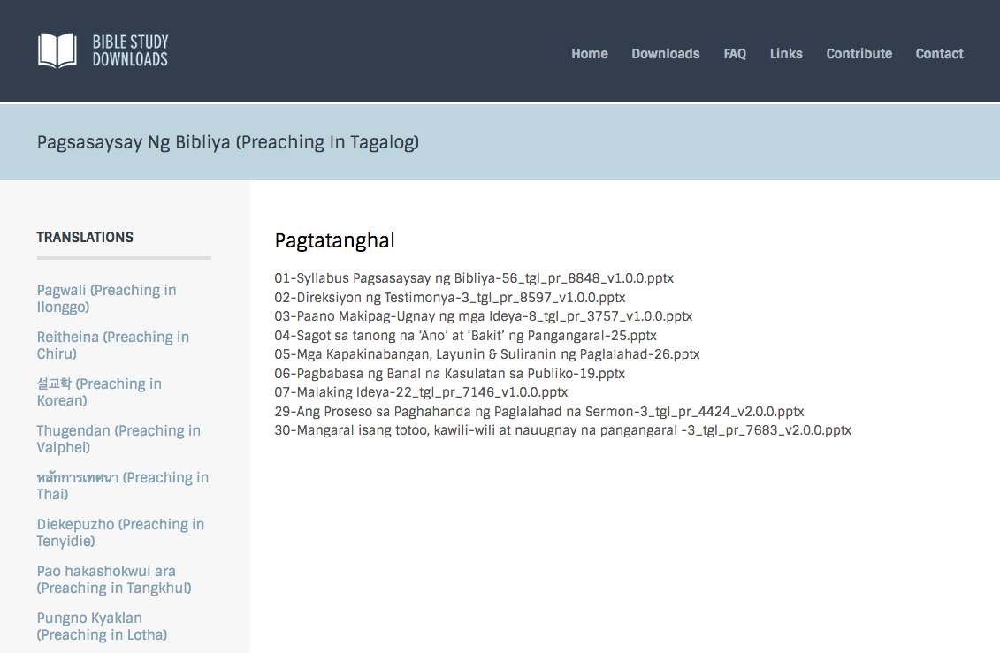 BIBLE STUDY
DOWNLOADS
Home Downloads FAQ Links Contribute Contact
Pagsasaysay Ng Bibliya (Preaching In Tagalog)
TRANSLATIONS
Pagwali (Preaching in
Ilonggo)
Reitheina (Preaching in
Chiru)
설교학 (Preaching in
Korean)
Thugendan (Preaching in
Vaiphei)
หลักการเทศนา (Preaching in
Thai)
Diekepuzho (Preaching in
Tenyidie)
Pao hakashokwui ara
(Preaching in Tangkhul)
Pungno Kyaklan
(Preaching in Lotha)
Pagtatanghal
01-Syllabus Pagsasaysay ng Bibliya-56_tgl_pr_8848_v1.0.0.pptx
02-Direksiyon ng Testimonya-3_tgl_pr_8597_v1.0.0.pptx
03-Paano Makipag-Ugnay ng mga Ideya-8_tgl_pr_3757_v1.0.0.pptx
04-Sagot sa tanong na ‘Ano’ at ‘Bakit’ ng Pangangaral-25.pptx
05-Mga Kapakinabangan, Layunin & Suliranin ng Paglalahad-26.pptx
06-Pagbabasa ng Banal na Kasulatan sa Publiko-19.pptx
07-Malaking Ideya-22_tgl_pr_7146_v1.0.0.pptx
29-Ang Proseso sa Paghahanda ng Paglalahad na Sermon-3_tgl_pr_4424_v2.0.0.pptx
30-Mangaral isang totoo, kawili-wili at nauugnay na pangangaral -3_tgl_pr_7683_v2.0.0.pptx